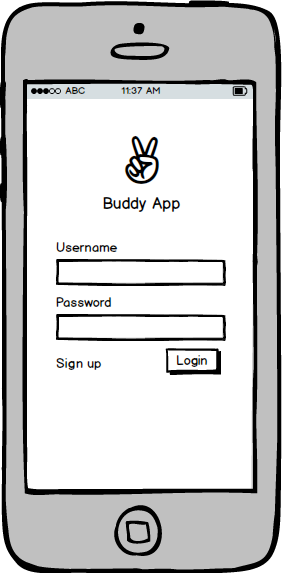 ABC 11:37 AM
Buddy App
Username
Password
Sign up Login